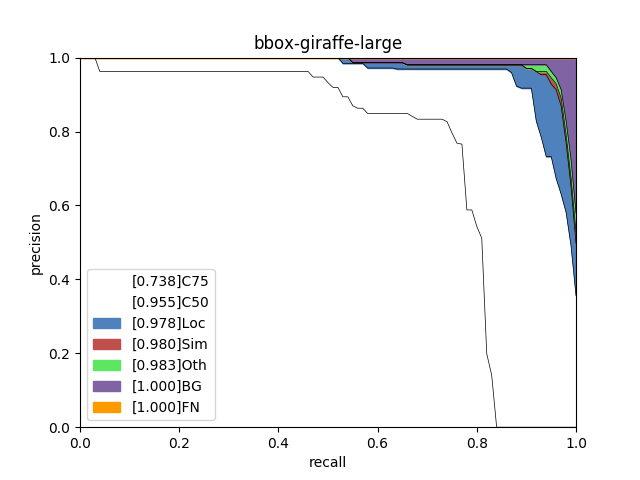 bbox-giraffe-large
precision
1.0
0.8
0.6
0.4
0.2
0.0
[0.738]C75
[0.955]C50
[0.978]Loc
[0.980]Sim
[0.983]Oth
[1.000]BG
[1.000]FN
0.0 0.2 0.4 0.6 0.8 1.0
recall